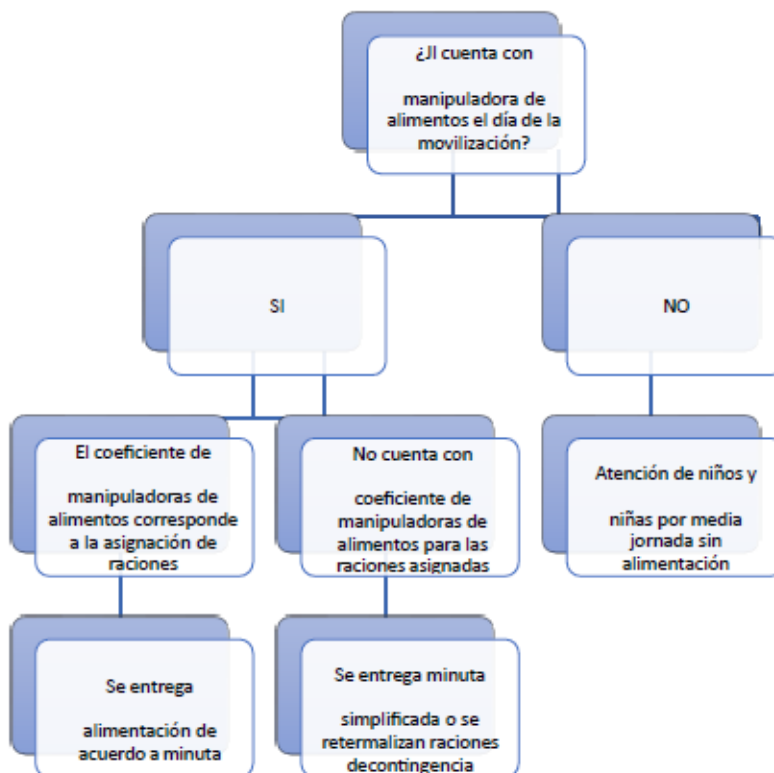 ¿JI cuenta con
manipuladora de
alimentos el día de la
movilización?
SI
NO
El coeficiente de
manipuladoras de
alimentos corresponde
a la asignación de
raciones
No cuenta con
coeficiente de
manipuladoras de
alimentos para las
raciones asignadas
Atención de niños y
niñas por media
jornada sin
alimentación
Se entrega
alimentación de
acuerdo a minuta
Se entrega minuta
simplificada o se
retermalizan raciones
decontingencia